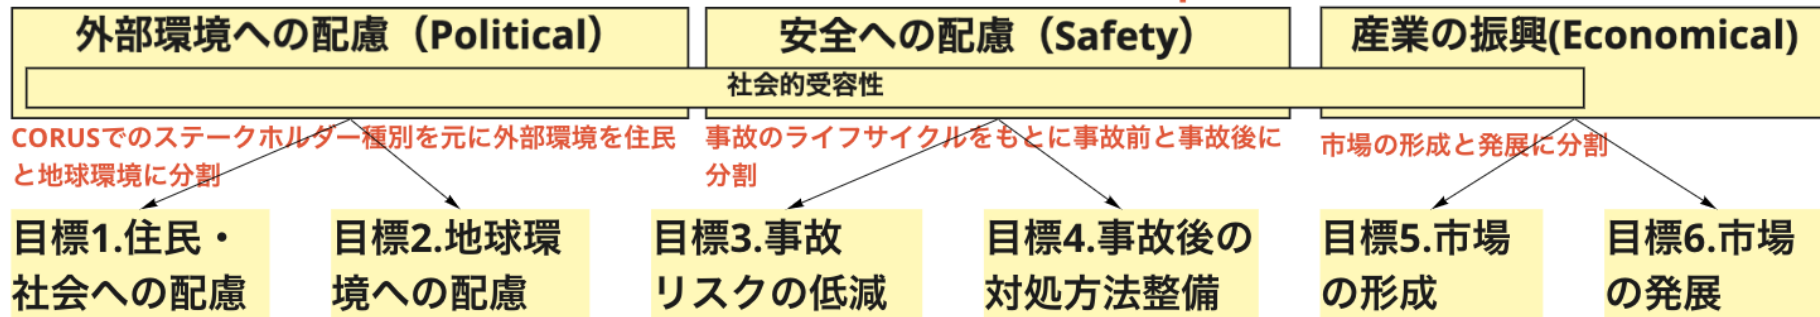 外部環境への配慮（Political）
安全への配慮（Safety）
産業の振興(Economical)
社会的受容性
CORUSでのステークホルダー種別を元に外部環境を住民
と地球環境に分割
事故のライフサイクルをもとに事故前と事故後に
分割
市場の形成と発展に分割
目標1.住民・
社会への配慮
目標2.地球環
境への配慮
目標3.事故
リスクの低減
目標4.事故後の
対処方法整備
目標5.市場
の形成
目標6.市場
の発展